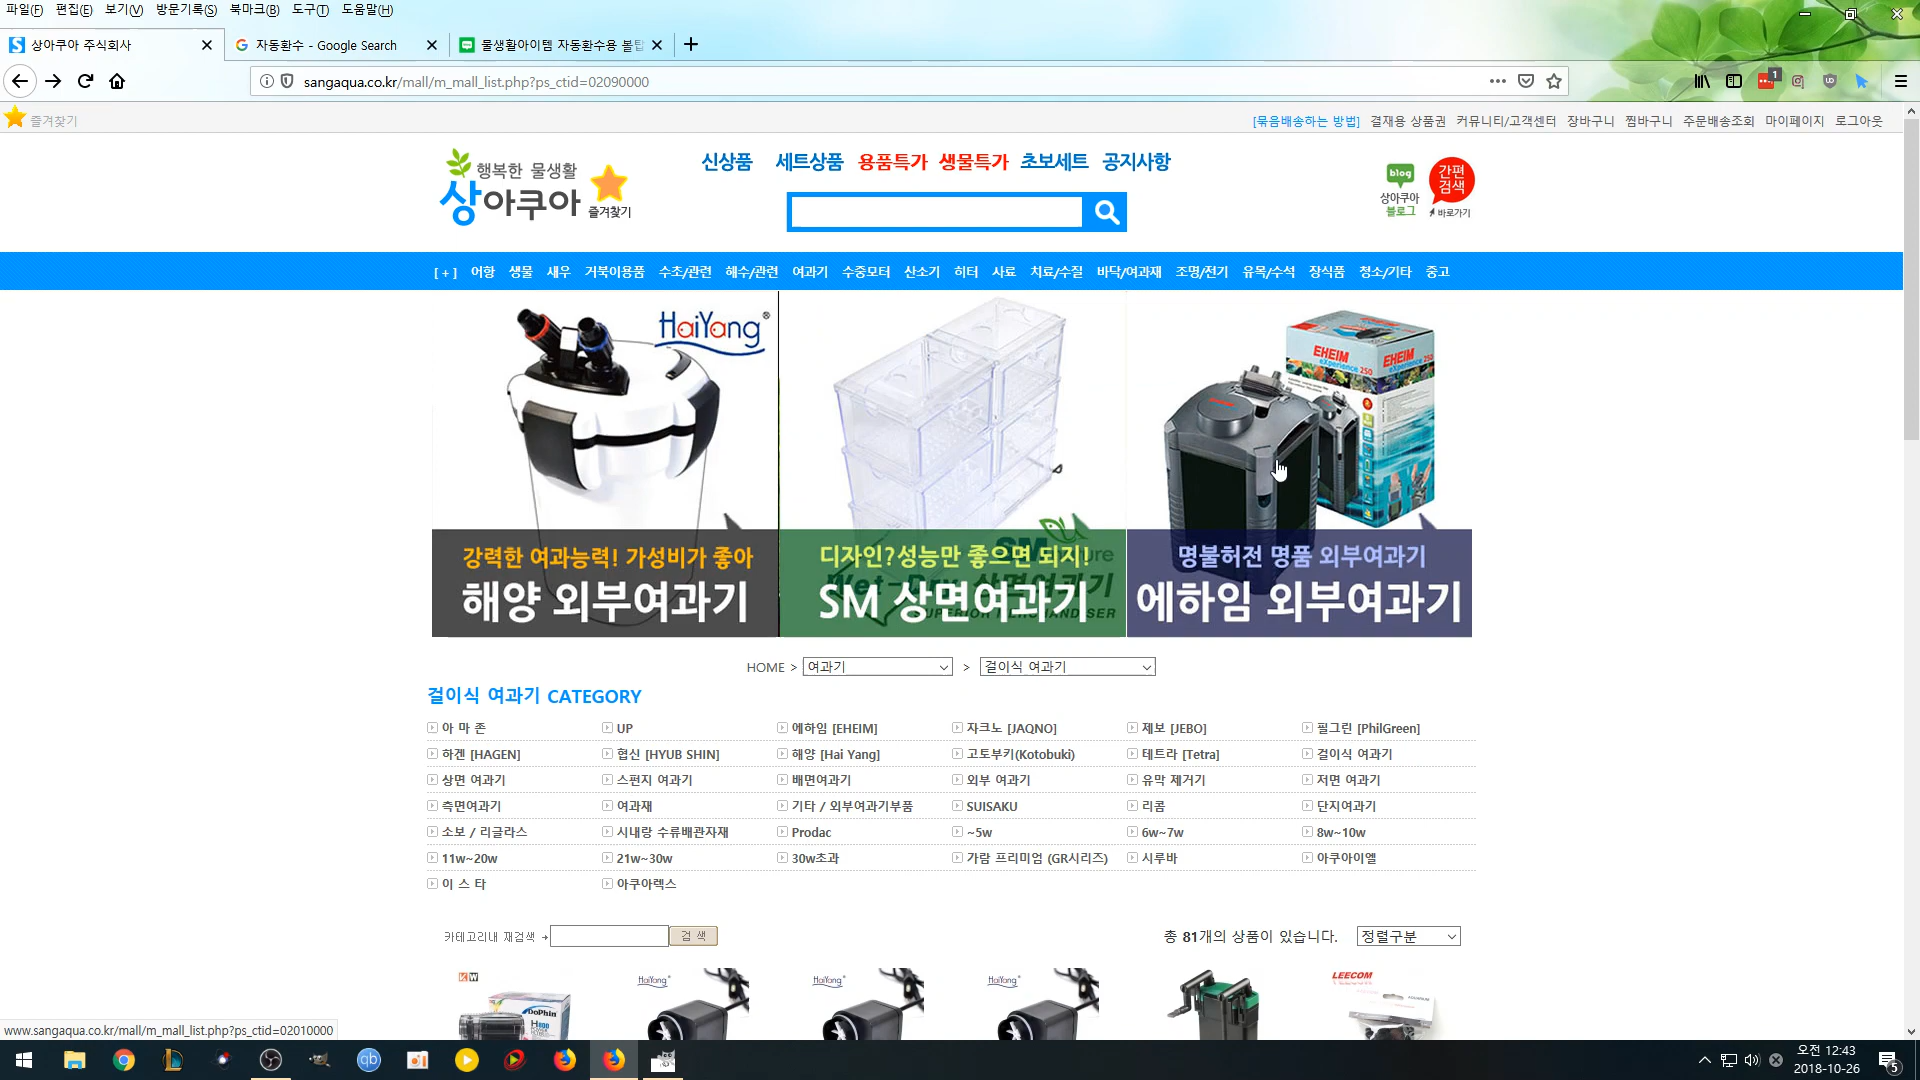 파일(F) 편집(E) 보기(V) 방문기록(S) 북마크(B) 도구(T) 도움말(H)
상아쿠아 주식회사
자동환수 - Google Search
물생활아이템 자동환수용 볼탑
sangaqua.co.kr/mall/m_mall_list.php?ps_ctid=02090000
1
즐겨찾기
[묶음배송하는 방법] 결재용 상품권 커뮤니티/고객센터 장바구니 찜바구니 주문배송조회 마이페이지 로그아웃
행복한 물생활
상아쿠아
즐겨찾기
신상품 세트상품 용품특가 생물특가 초보세트 공지사항
blog
상아쿠아
블로그
간편
검색
바로가기
[ + ] 어항 생물 새우 거북이용품 수초/관련 해수/관련 여과기 수중모터 산소기 히터 사료 치료/수질 바닥/여과재 조명/전기 유목/수석 장식품 청소/기타 중고
HaiYang®
강력한 여과능력! 가성비가 좋아
해양 외부여과기
디자인?성능만 좋으면 되지!
SM 상면여과기
EHEIM
eXperience 250
EHEIM
eXperience 250
명불허전 명품 외부여과기
에하임 외부여과기
HOME > 여과기 > 걸이식 여과기
걸이식 여과기 CATEGORY
아 마 존 UP 에하임 [EHEIM] 자크노 [JAQNO] 제보 [JEBO] 필그린 [PhilGreen]
하겐 [HAGEN] 협신 [HYUB SHIN] 해양 [Hai Yang] 고토부키(Kotobuki) 테트라 [Tetra] 걸이식 여과기
상면 여과기 스펀지 여과기 배면여과기 외부 여과기 유막 제거기 저면 여과기
측면여과기 여과재 기타 / 외부여과기부품 SUISAKU 리콤 단지여과기
소보 / 리글라스 시내랑 수류배관자재 Prodac ~5w 6w~7w 8w~10w
11w~20w 21w~30w 30w초과 가람 프리미엄 (GR시리즈) 시루바 아쿠아이엘
이 스 타 아쿠아렉스
카테고리내 재검색 → 검 색
총 81개의 상품이 있습니다. 정렬구분
KW
DoPhin
H800
HaiYang
HaiYang
HaiYang
LEECOM
www.sangaqua.co.kr/mall/m_mall_list.php?ps_ctid=02010000
오전 12:43
2018-10-26
5